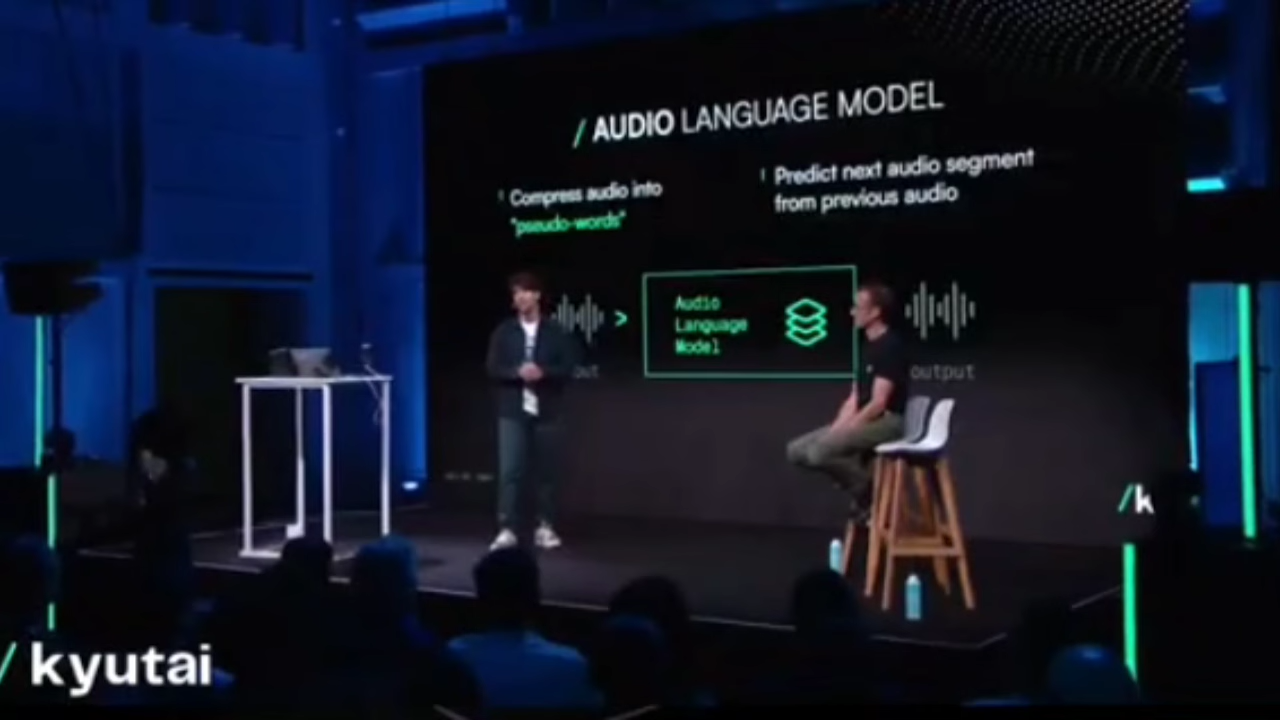 / AUDIO LANGUAGE MODEL
Compress audio into
"pseudo-words"
Predict next audio segment
from previous audio
>
Audio
Language
Model
output
/k
/ kyutai